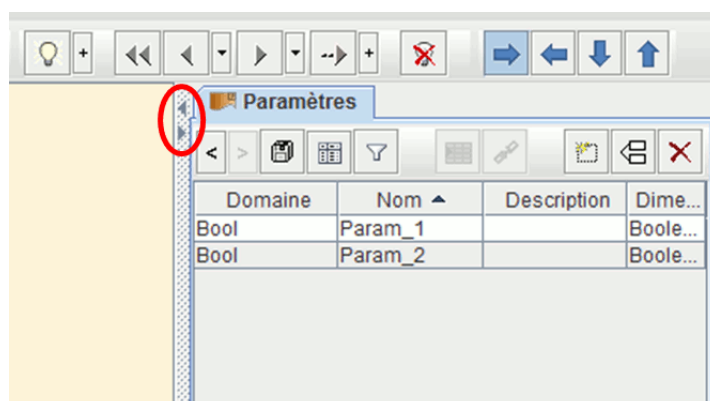 Paramètres
Domaine Nom Description Dime...
Bool Param_1 Boole...
Bool Param_2 Boole...